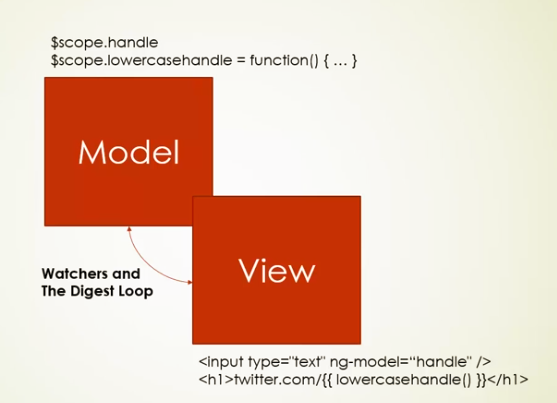 $scope.handle
$scope.lowercasehandle = function() { ... }
Model
View
Watchers and
The Digest Loop
<input type="text" ng-model=“handle" />
<h1>twitter.com/{{ lowercasehandle() }}</h1>